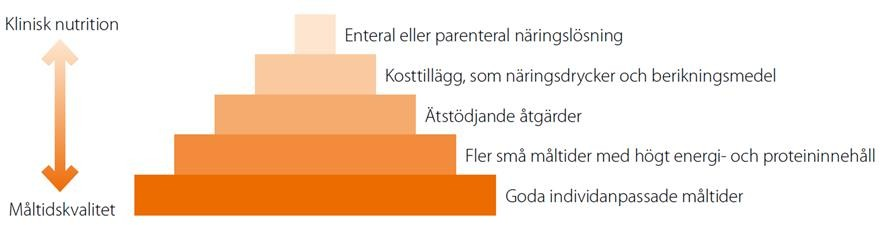 Klinisk nutrition
Enteral eller parenteral näringslösning
Kosttillägg, som näringsdrycker och berikningsmedel
Ätstödjande åtgärder
Fler små måltider med högt energi- och proteininnehåll
Goda individanpassade måltider
Måltidskvalitet